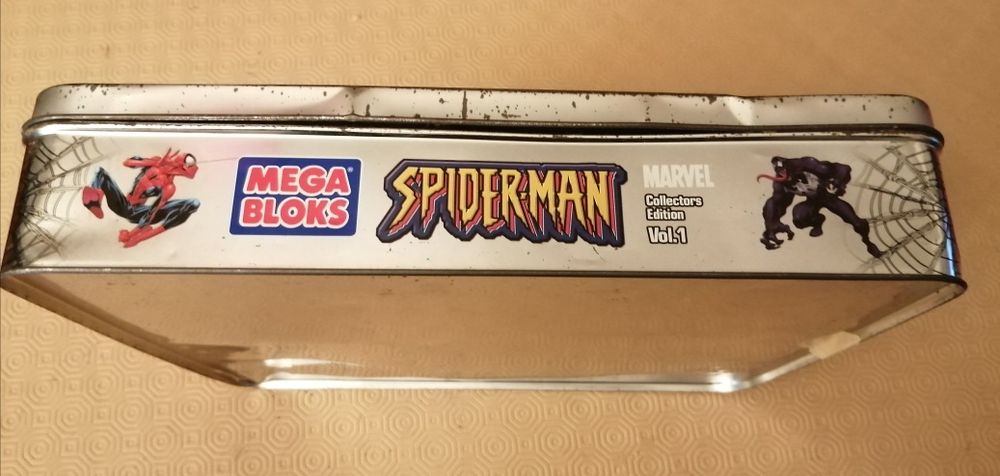 MEGA
BLOKS
SPIDER-MAN
MARVEL
Collectors
Edition
Vol.1